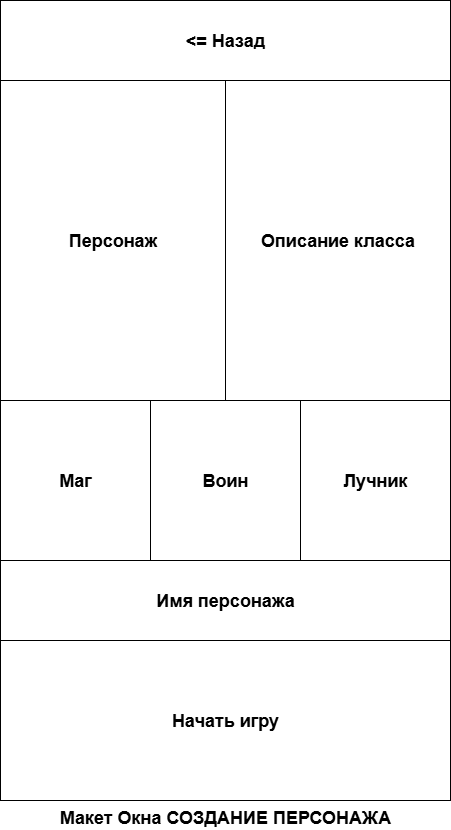 <= Назад
Персонаж
Описание класса
Маг
Воин
Лучник
Имя персонажа
Начать игру
Макет Окна СОЗДАНИЕ ПЕРСОНАЖА